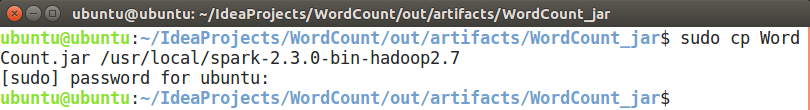 ubuntu@ubuntu: ~/IdeaProjects/WordCount/out/artifacts/WordCount_jar
ubuntu@ubuntu:~/IdeaProjects/WordCount/out/artifacts/WordCount_jar$ sudo cp Word
Count.jar /usr/local/spark-2.3.0-bin-hadoop2.7
[sudo] password for ubuntu:
ubuntu@ubuntu:~/IdeaProjects/WordCount/out/artifacts/WordCount_jar$